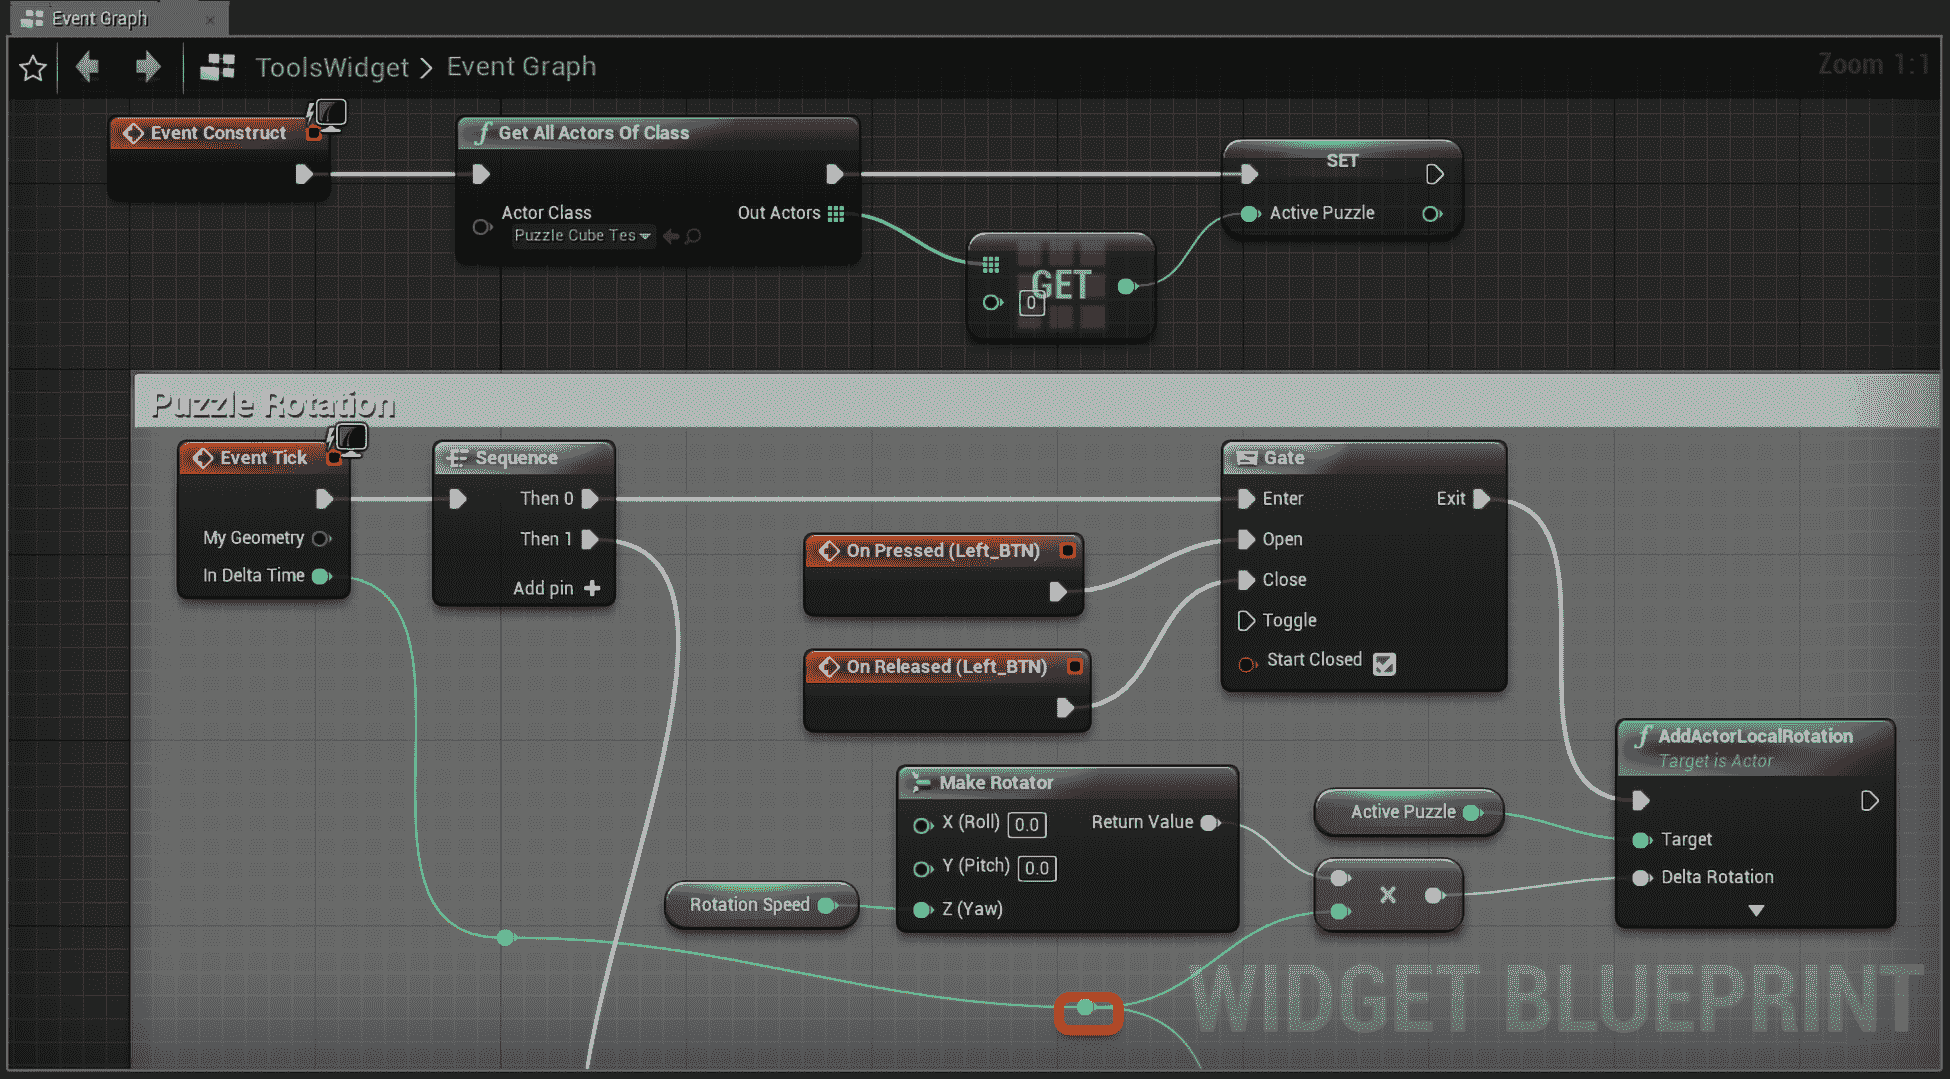 Event Graph
ToolsWidget > Event Graph
Zoom 1:1
Event Construct
Get All Actors Of Class
Actor Class
Puzzle Cube Tes
Out Actors
GET
0
SET
Active Puzzle
Puzzle Rotation
Event Tick
My Geometry
In Delta Time
Sequence
Then 0
Then 1
Add pin
On Pressed (Left_BTN)
On Released (Left_BTN)
Gate
Enter
Exit
Open
Close
Toggle
Start Closed
Make Rotator
X (Roll) 0.0
Return Value
Y (Pitch) 0.0
Z (Yaw)
Rotation Speed
Active Puzzle
AddActorLocalRotation
Target is Actor
Target
Delta Rotation
WIDGET BLUEPRINT